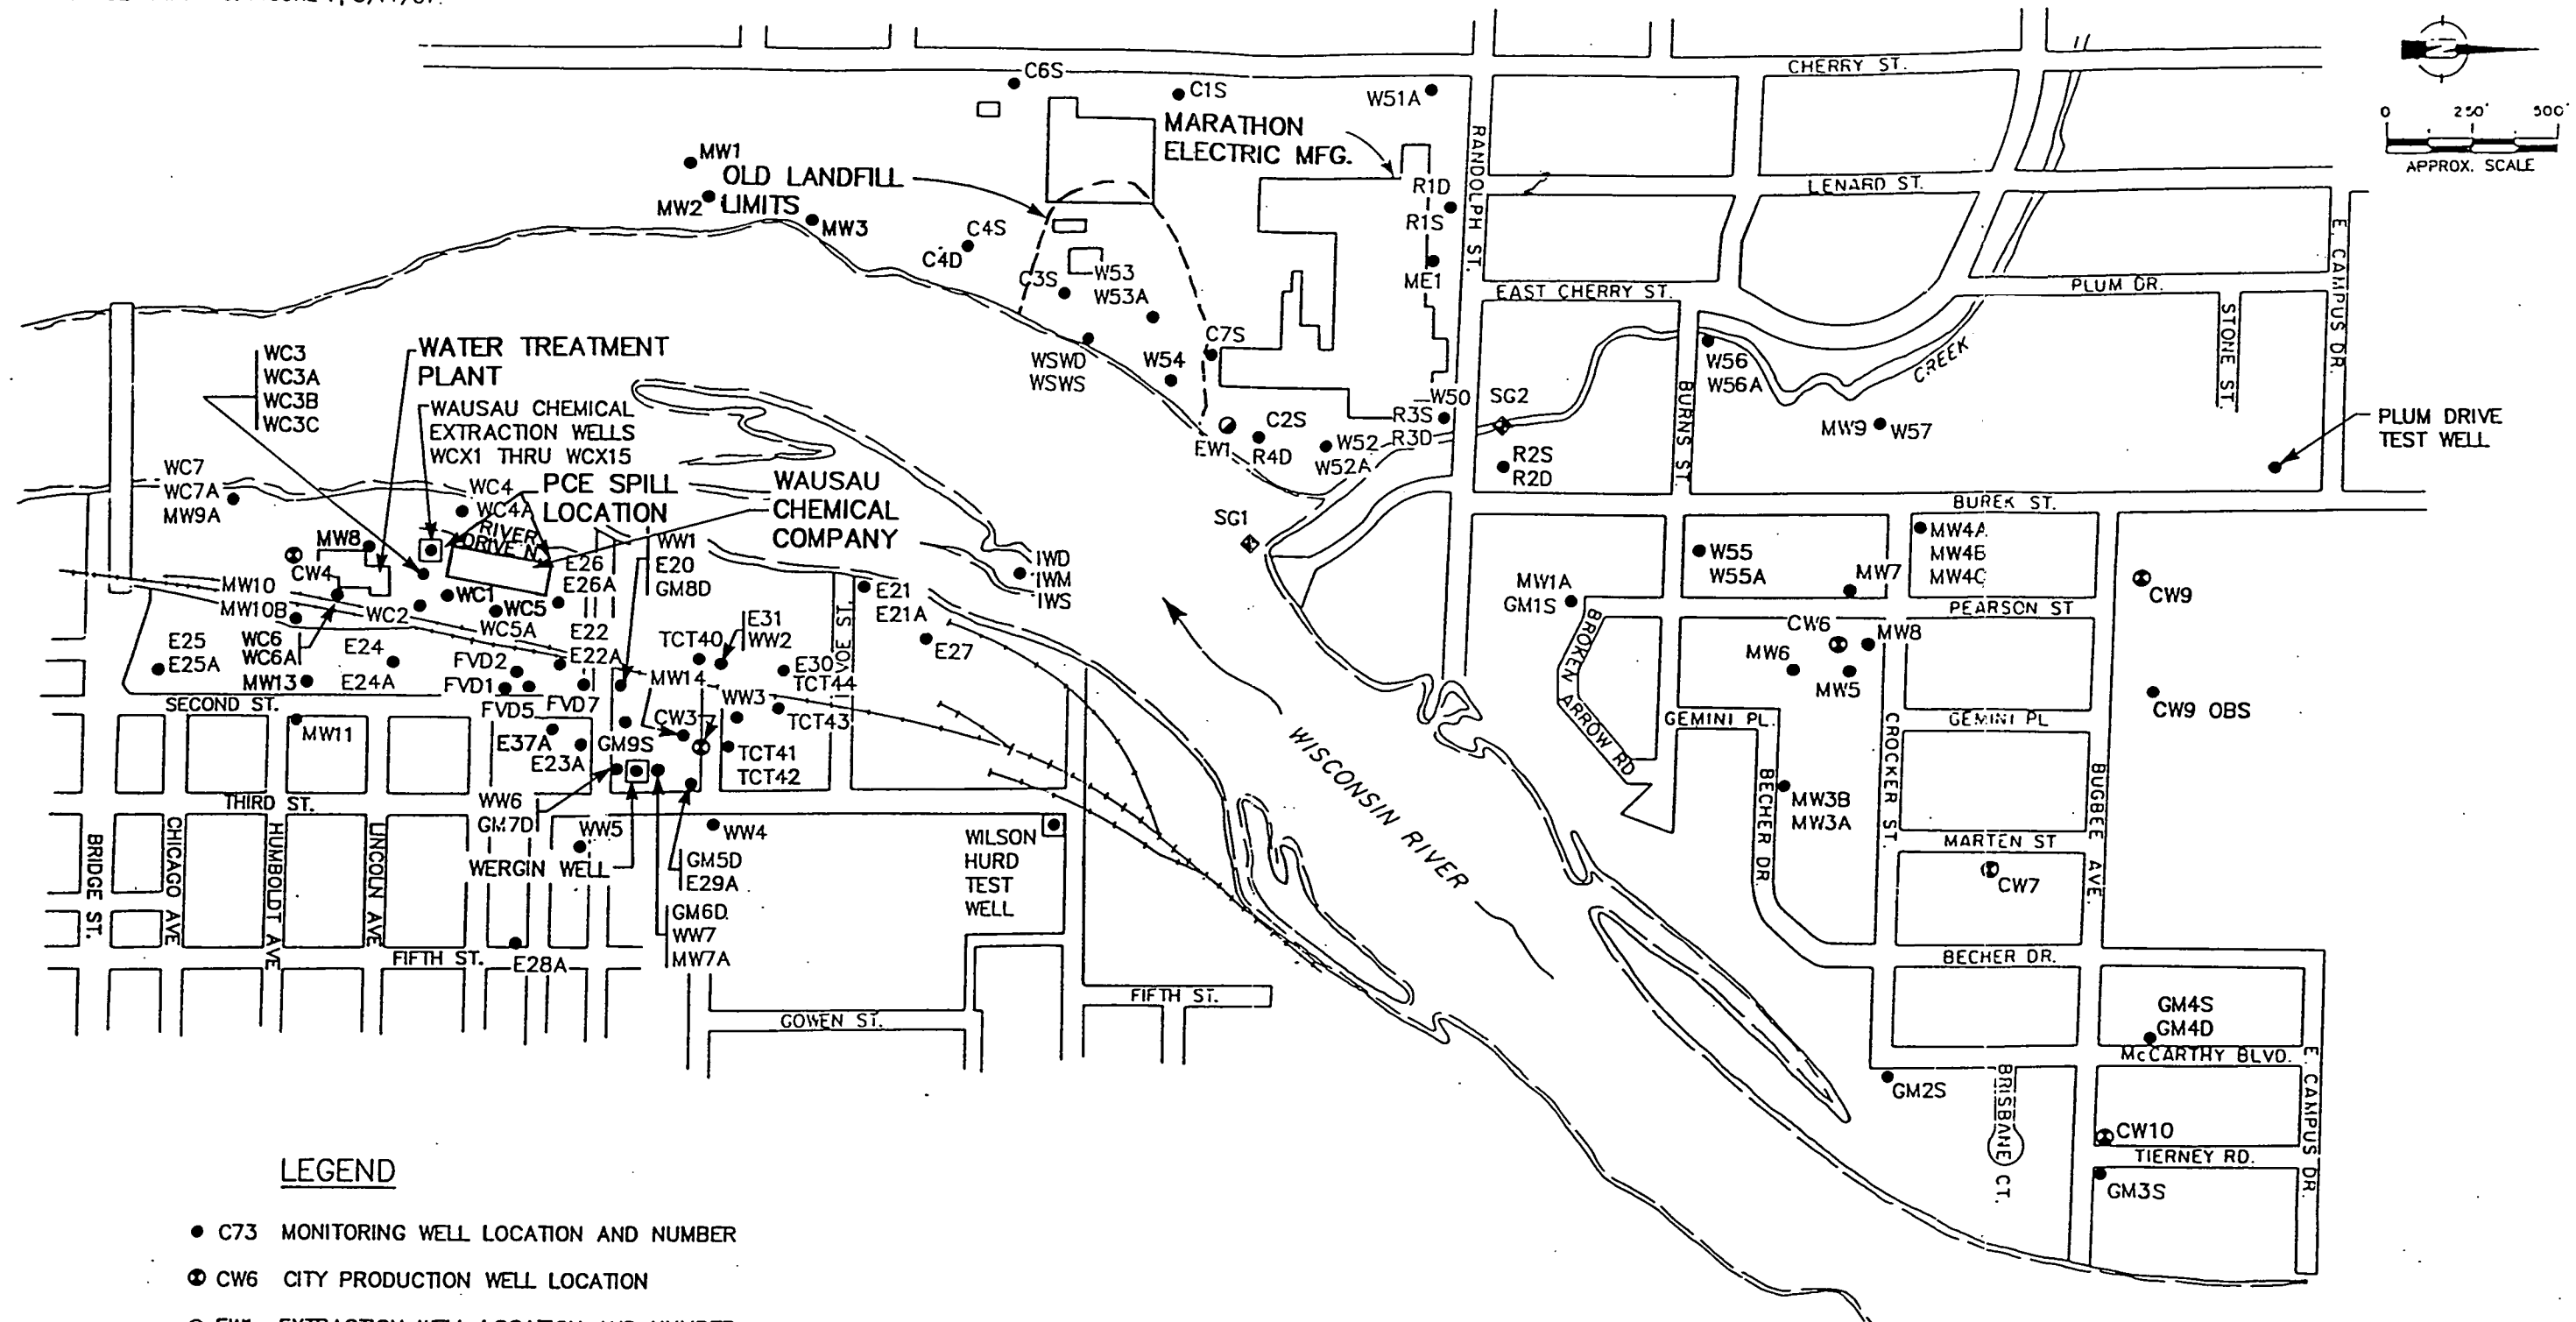 CHERRY ST.
0 250' 500'
APPROX. SCALE
C6S
C1S
W51A
MARATHON
ELECTRIC MFG.
RANDOLPH ST.
MW1
OLD LANDFILL
LIMITS
MW2
MW3
C4S
C4D
C3S
W53
W53A
R1D
R1S
ME1
LENARD ST.
EAST CHERRY ST.
PLUM DR.
STONE ST.
E. CAMPUS DR.
C7S
WSWD
WSWS
W54
W50
R3S
R3D
SG2
W56
W56A
BURNS ST.
CREEK
MW9
W57
PLUM DRIVE
TEST WELL
EW1
C2S
R4D
W52
W52A
R2S
R2D
BUREK ST.
WC3
WC3A
WC3B
WC3C
WATER TREATMENT
PLANT
WAUSAU CHEMICAL
EXTRACTION WELLS
WCX1 THRU WCX15
WC7
WC7A
MW9A
WC4
WC4A
PCE SPILL
LOCATION
WAUSAU
CHEMICAL
COMPANY
RIVER
DRIVE N.
MW8
CW4
MW10
MW10B
WC2
WC1
WC5
WC5A
E26
E26A
WW1
E20
GM8D
SG1
IWD
IWM
IWS
E21
E21A
E27
E22
E22A
TCT40
E31
WW2
E30
TCT44
WC6
WC6A
E25
E25A
E24
E24A
MW13
FVD2
FVD1
FVD5
FVD7
MW14
CW3
WW3
TCT43
TCT41
TCT42
SECOND ST.
MW11
E37A
E23A
GM9S
THIRD ST.
WW6
GM7D
WW5
WERGIN WELL
WW4
GM5D
E29A
GM6D
WW7
MW7A
WILSON
HURD
TEST
WELL
BRIDGE ST.
CHICAGO AVE
HUMBOLDT AVE
LINCOLN AVE
FIFTH ST.
E28A
GOWEN ST.
FIFTH ST.
WISCONSIN RIVER
W55
W55A
MW1A
GM1S
BROKEN ARROW RD
MW7
MW4A
MW4B
MW4C
PEARSON ST
CW9
CW6
MW8
MW6
MW5
CW9 OBS
GEMINI PL.
GEMINI PL
CROCKER ST.
BECHER DR.
MW3B
MW3A
BUGBEE AVE.
MARTEN ST
CW7
BECHER DR.
GM4S
GM4D
McCARTHY BLVD.
GM2S
BRISBANE CT.
E. CAMPUS DR.
CW10
TIERNEY RD.
GM3S
LEGEND
C73 MONITORING WELL LOCATION AND NUMBER
CW6 CITY PRODUCTION WELL LOCATION
EXTRACTION WELL LOCATION AND NUMBER